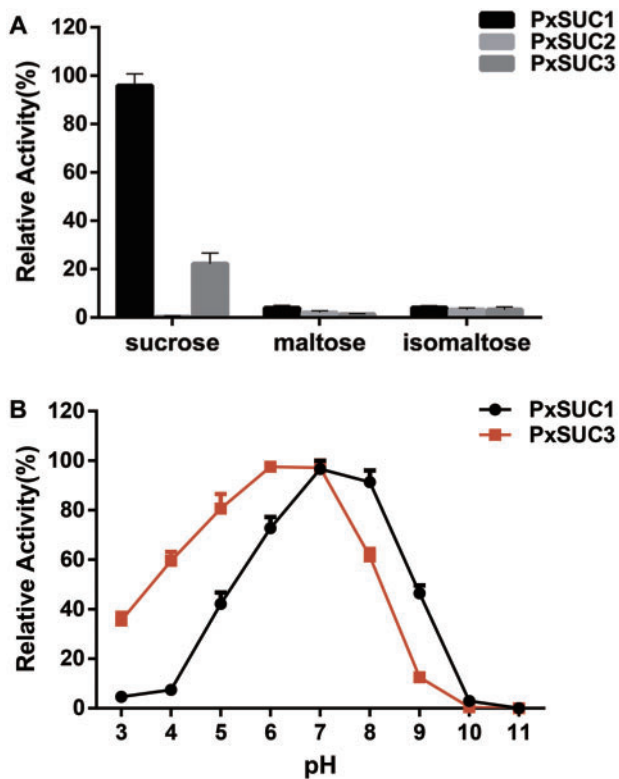 A
Relative Activity(%)
120
100
80
60
40
20
0
sucrose maltose isomaltose
PxSUC1
PxSUC2
PxSUC3
B
Relative Activity(%)
120
100
80
60
40
20
0
3 4 5 6 7 8 9 10 11
pH
PxSUC1
PxSUC3